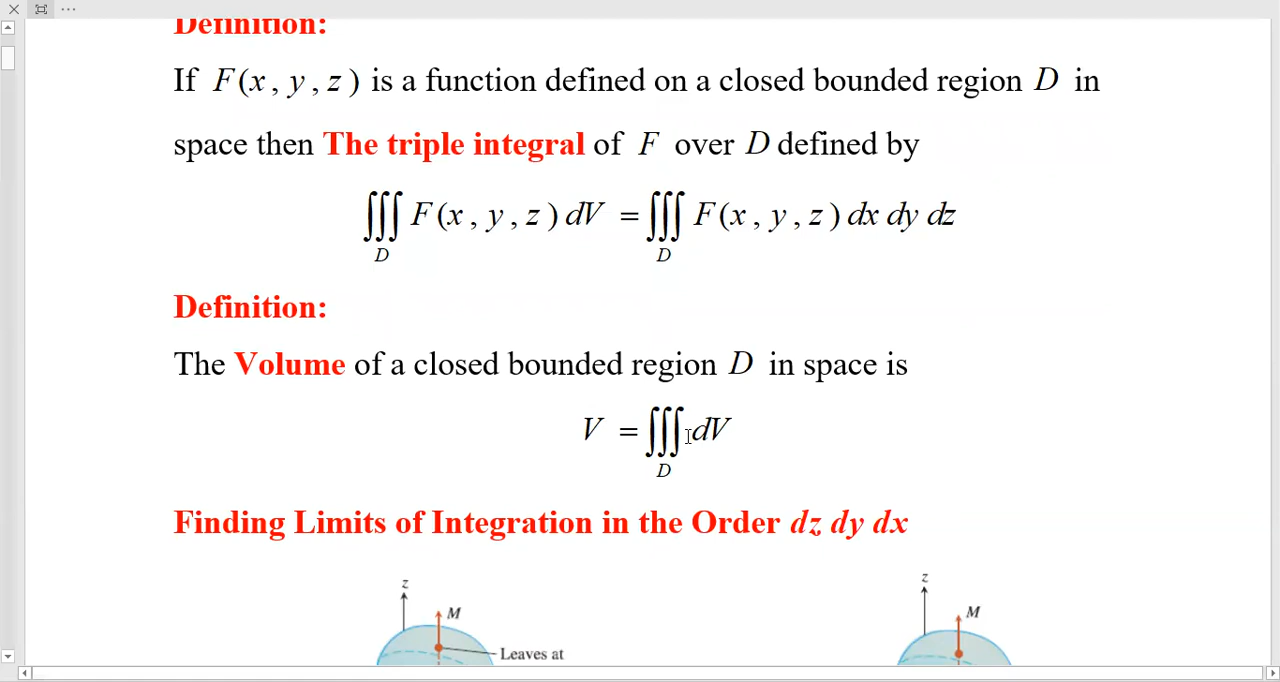 Definition:
If F(x, y, z) is a function defined on a closed bounded region D in
space then The triple integral of F over D defined by
∭_D F(x, y, z) dV = ∭_D F(x, y, z) dx dy dz
Definition:
The Volume of a closed bounded region D in space is
V = ∭_D dV
Finding Limits of Integration in the Order dz dy dx
z
M
Leaves at
z
M